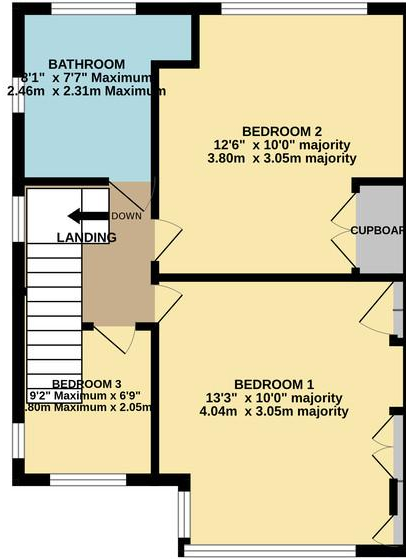 BATHROOM
8'1" x 7'7" Maximum
2.46m x 2.31m Maximum
BEDROOM 2
12'6" x 10'0" majority
3.80m x 3.05m majority
DOWN
CUPBOAR
LANDING
BEDROOM 3
9'2" Maximum x 6'9"
.80m Maximum x 2.05m
BEDROOM 1
13'3" x 10'0" majority
4.04m x 3.05m majority